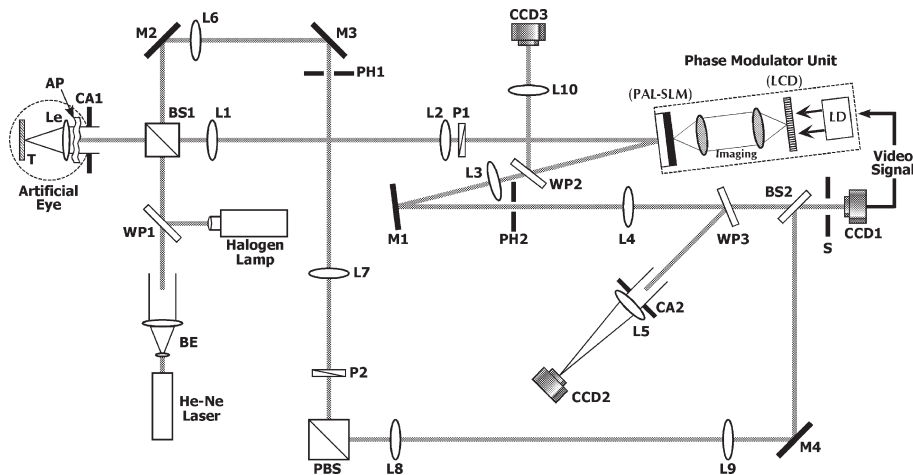 L6
M2
M3
CCD3
PH1
L10
Phase Modulator Unit
(LCD)
(PAL-SLM)
LD
Imaging
Video
Signal
AP
CA1
Le
T
Artificial
Eye
BS1
L1
L2
P1
L3
WP2
M1
PH2
L4
WP3
BS2
S
CCD1
WP1
Halogen
Lamp
L7
CA2
L5
CCD2
BE
He-Ne
Laser
P2
PBS
L8
L9
M4